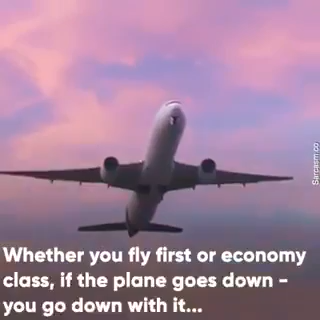 Sarcasm.co
Whether you fly first or economy
class, if the plane goes down -
you go down with it...